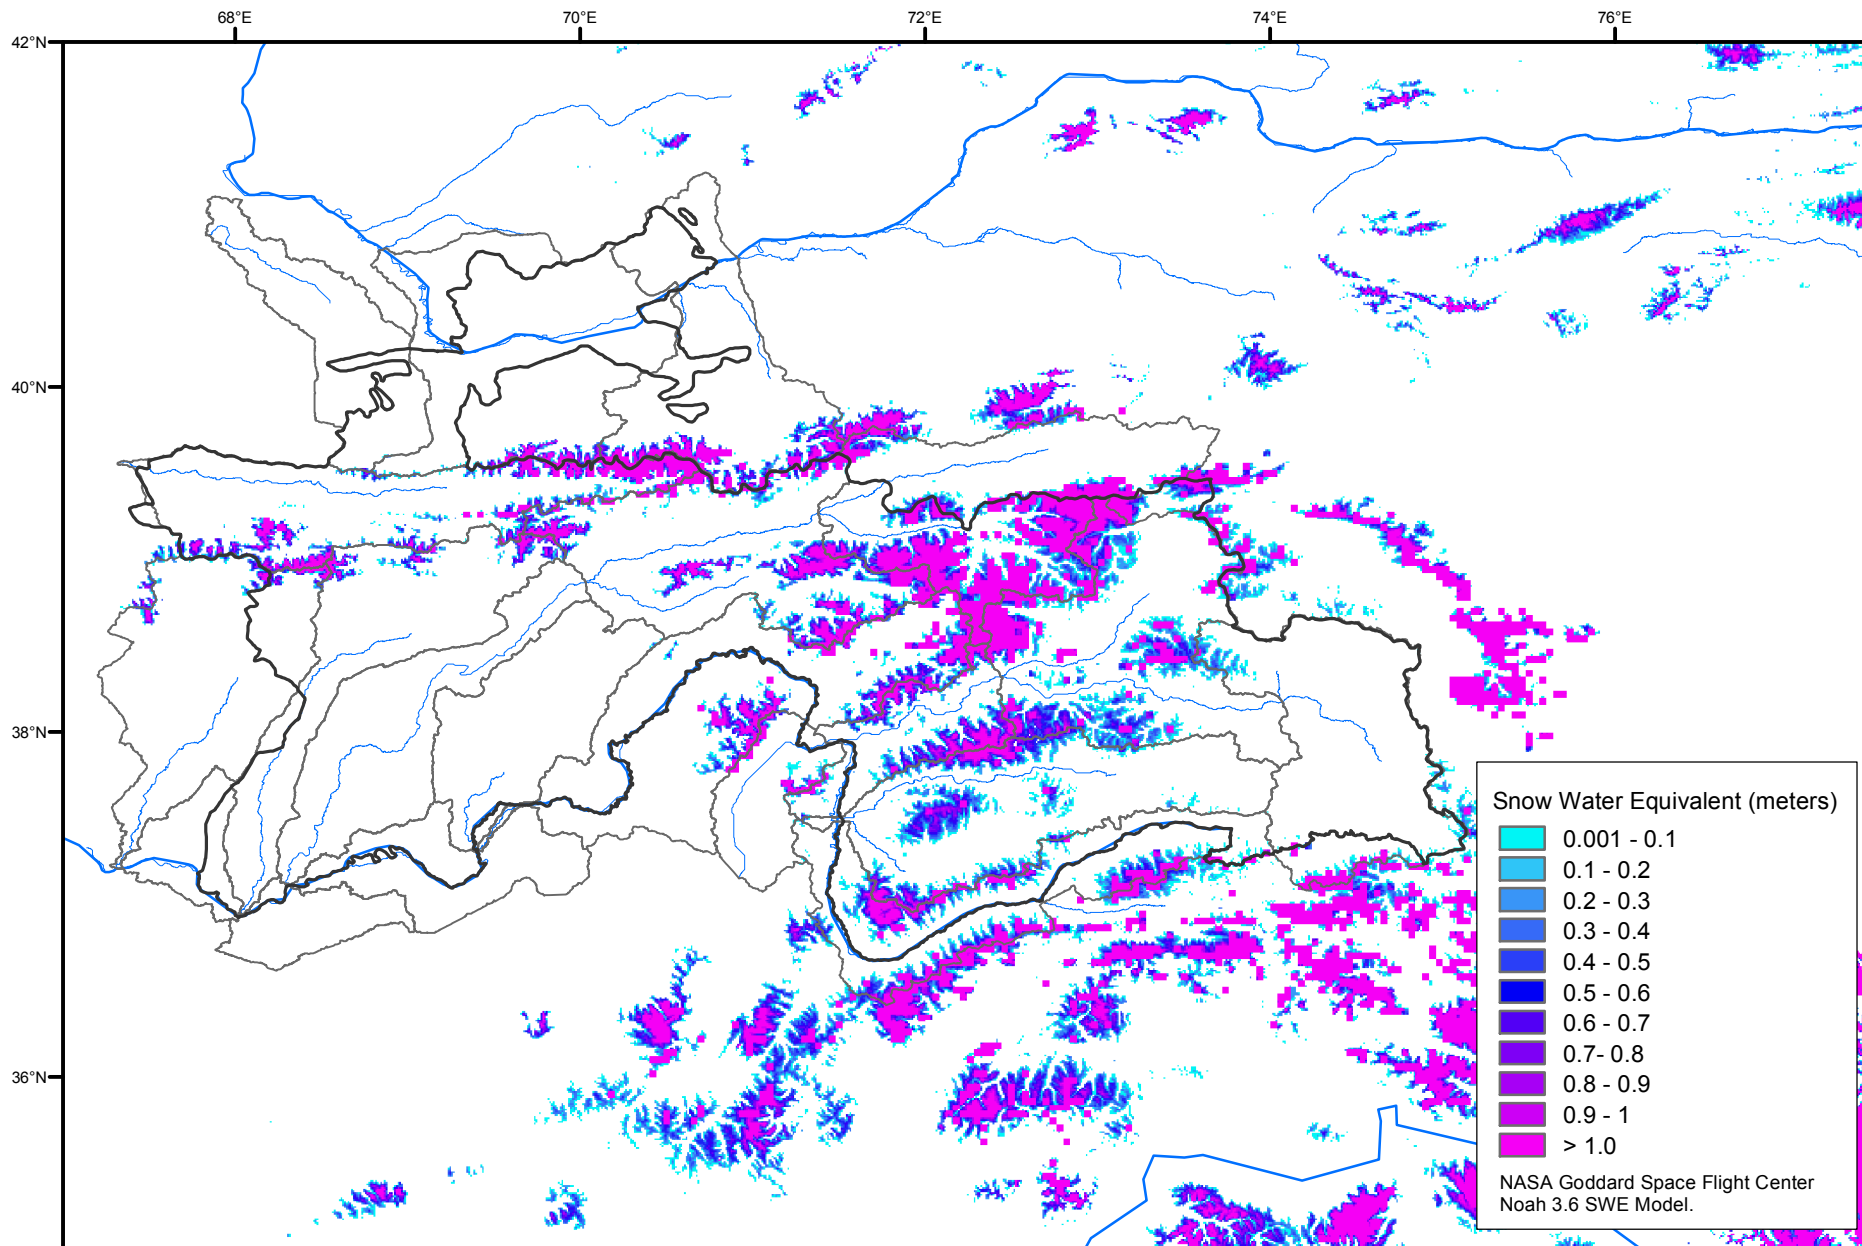 68°E
70°E
72°E
74°E
76°E
42°N
40°N
38°N
36°N
Snow Water Equivalent (meters)
0.001 - 0.1
0.1 - 0.2
0.2 - 0.3
0.3 - 0.4
0.4 - 0.5
0.5 - 0.6
0.6 - 0.7
0.7- 0.8
0.8 - 0.9
0.9 - 1
> 1.0
NASA Goddard Space Flight Center
Noah 3.6 SWE Model.